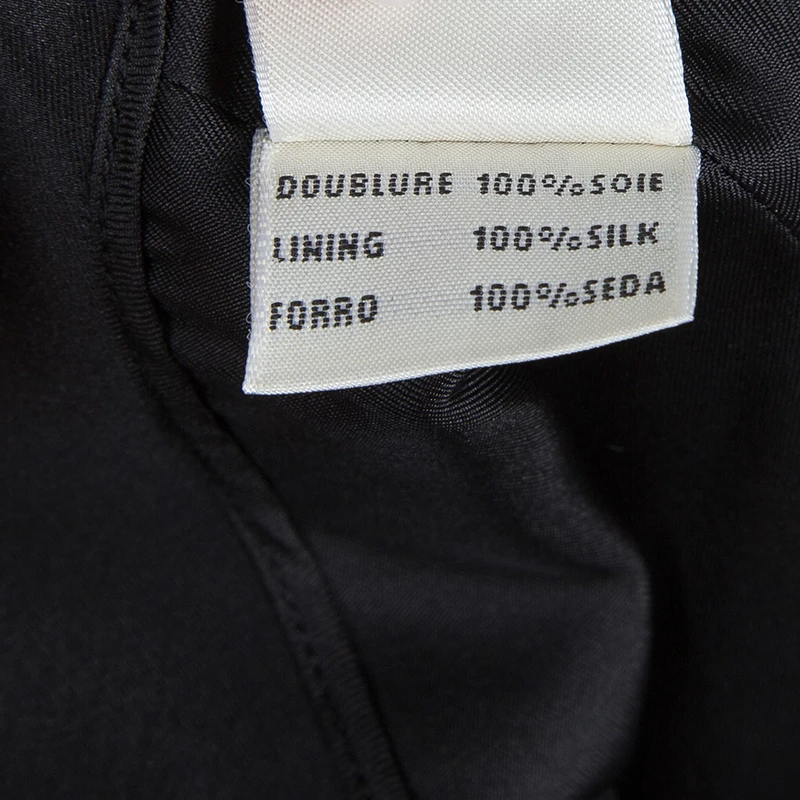 DOUBLURE 100% SOIE
LINING 100% SILK
FORRO 100% SEDA